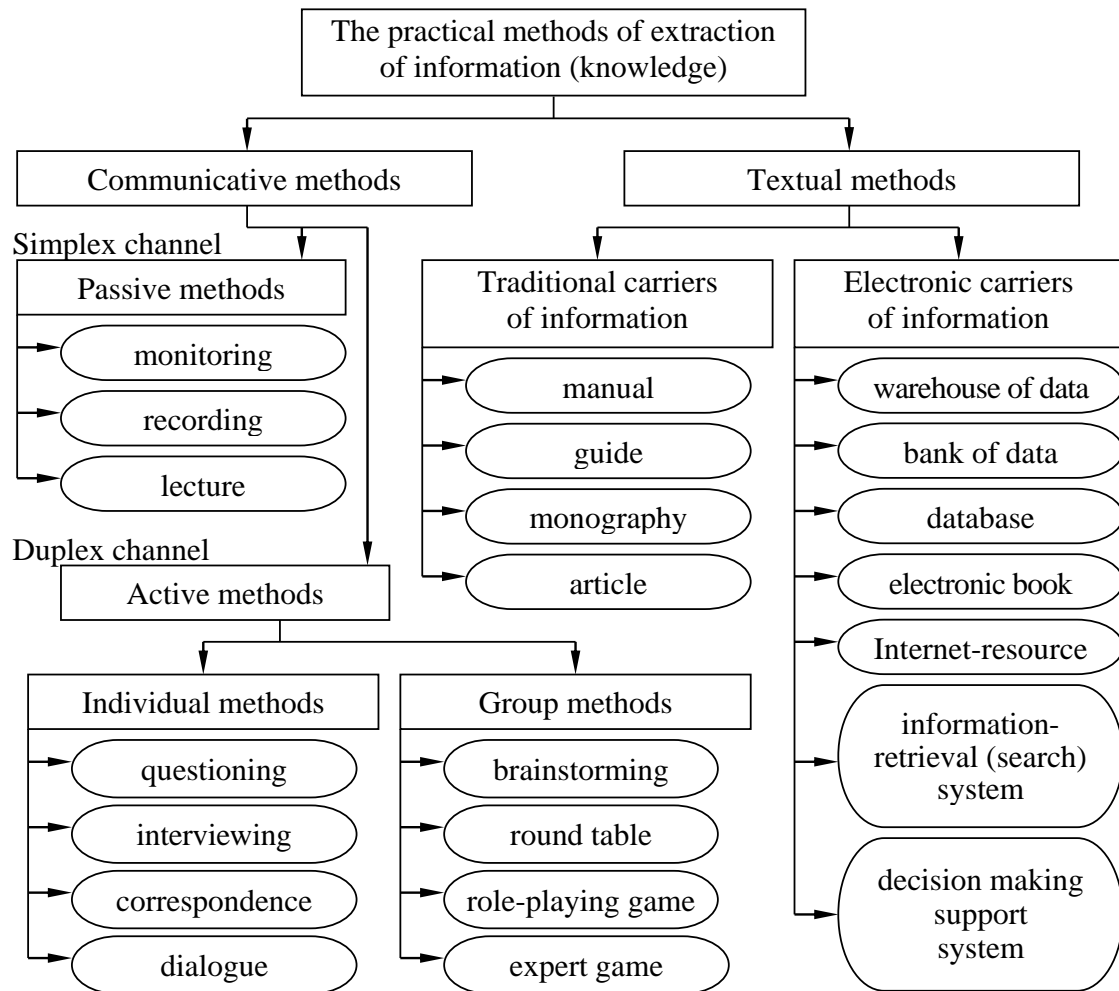 The practical methods of extraction
of information (knowledge)
Communicative methods
Textual methods
Simplex channel
Passive methods
monitoring
recording
lecture
Duplex channel
Active methods
Individual methods
questioning
interviewing
correspondence
dialogue
Group methods
brainstorming
round table
role-playing game
expert game
Traditional carriers
of information
manual
guide
monography
article
Electronic carriers
of information
warehouse of data
bank of data
database
electronic book
Internet-resource
information-
retrieval (search)
system
decision making
support
system